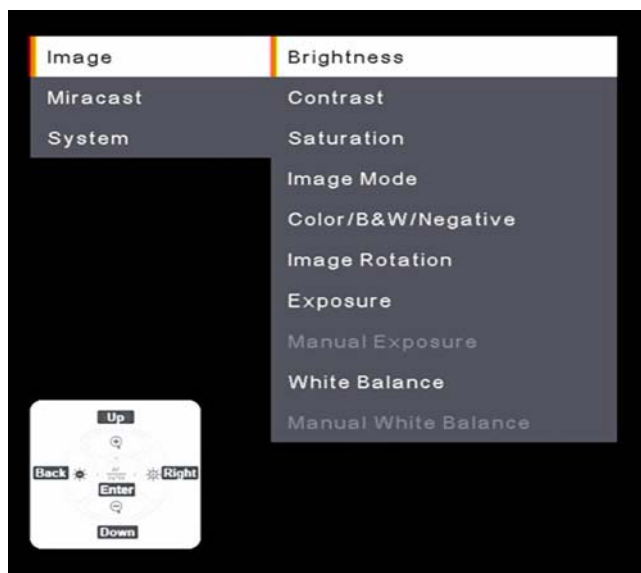 Image
Miracast
System
Brightness
Contrast
Saturation
Image Mode
Color/B&W/Negative
Image Rotation
Exposure
Manual Exposure
White Balance
Manual White Balance
Up
Back
Right
Enter
Down